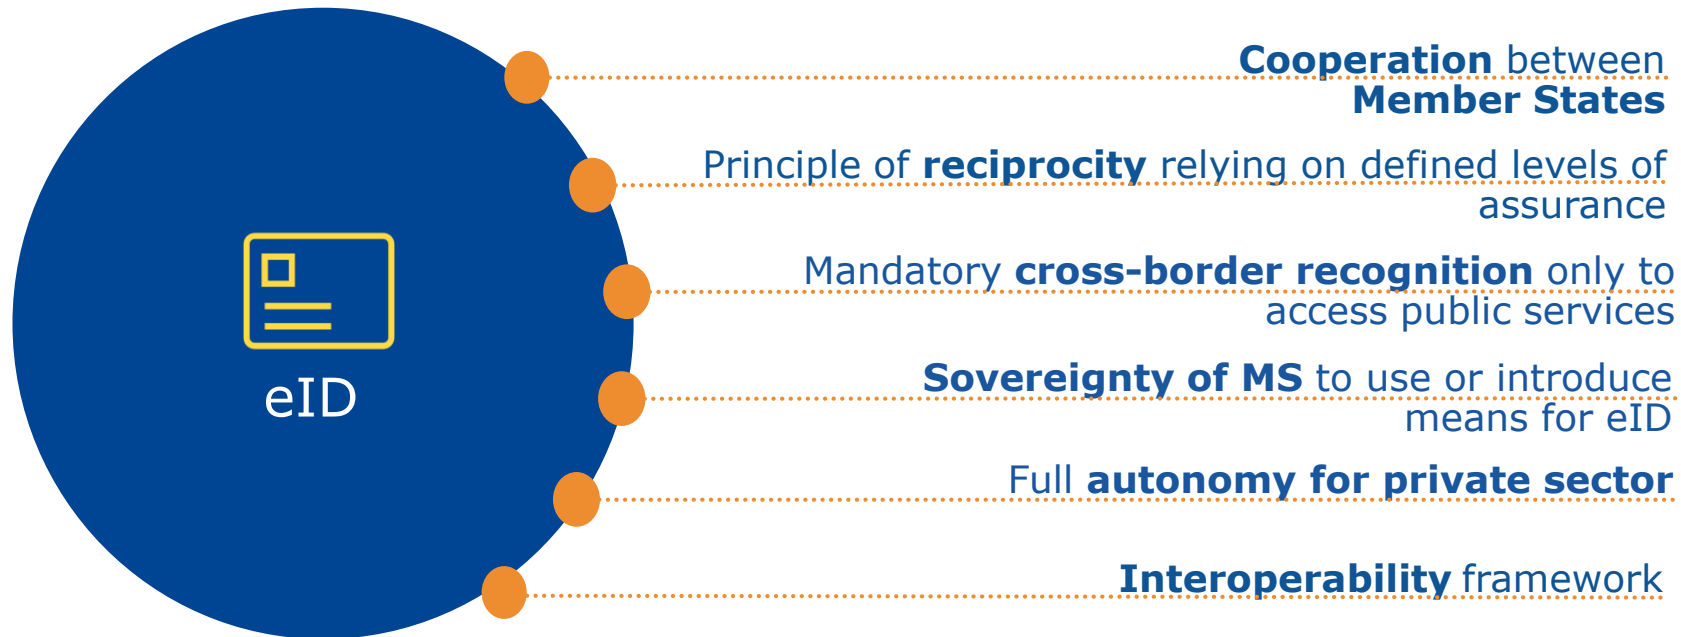 Cooperation between
Member States
Principle of reciprocity relying on defined levels of
assurance
Mandatory cross-border recognition only to
access public services
eID
Sovereignty of MS to use or introduce
means for eID
Full autonomy for private sector
Interoperability framework